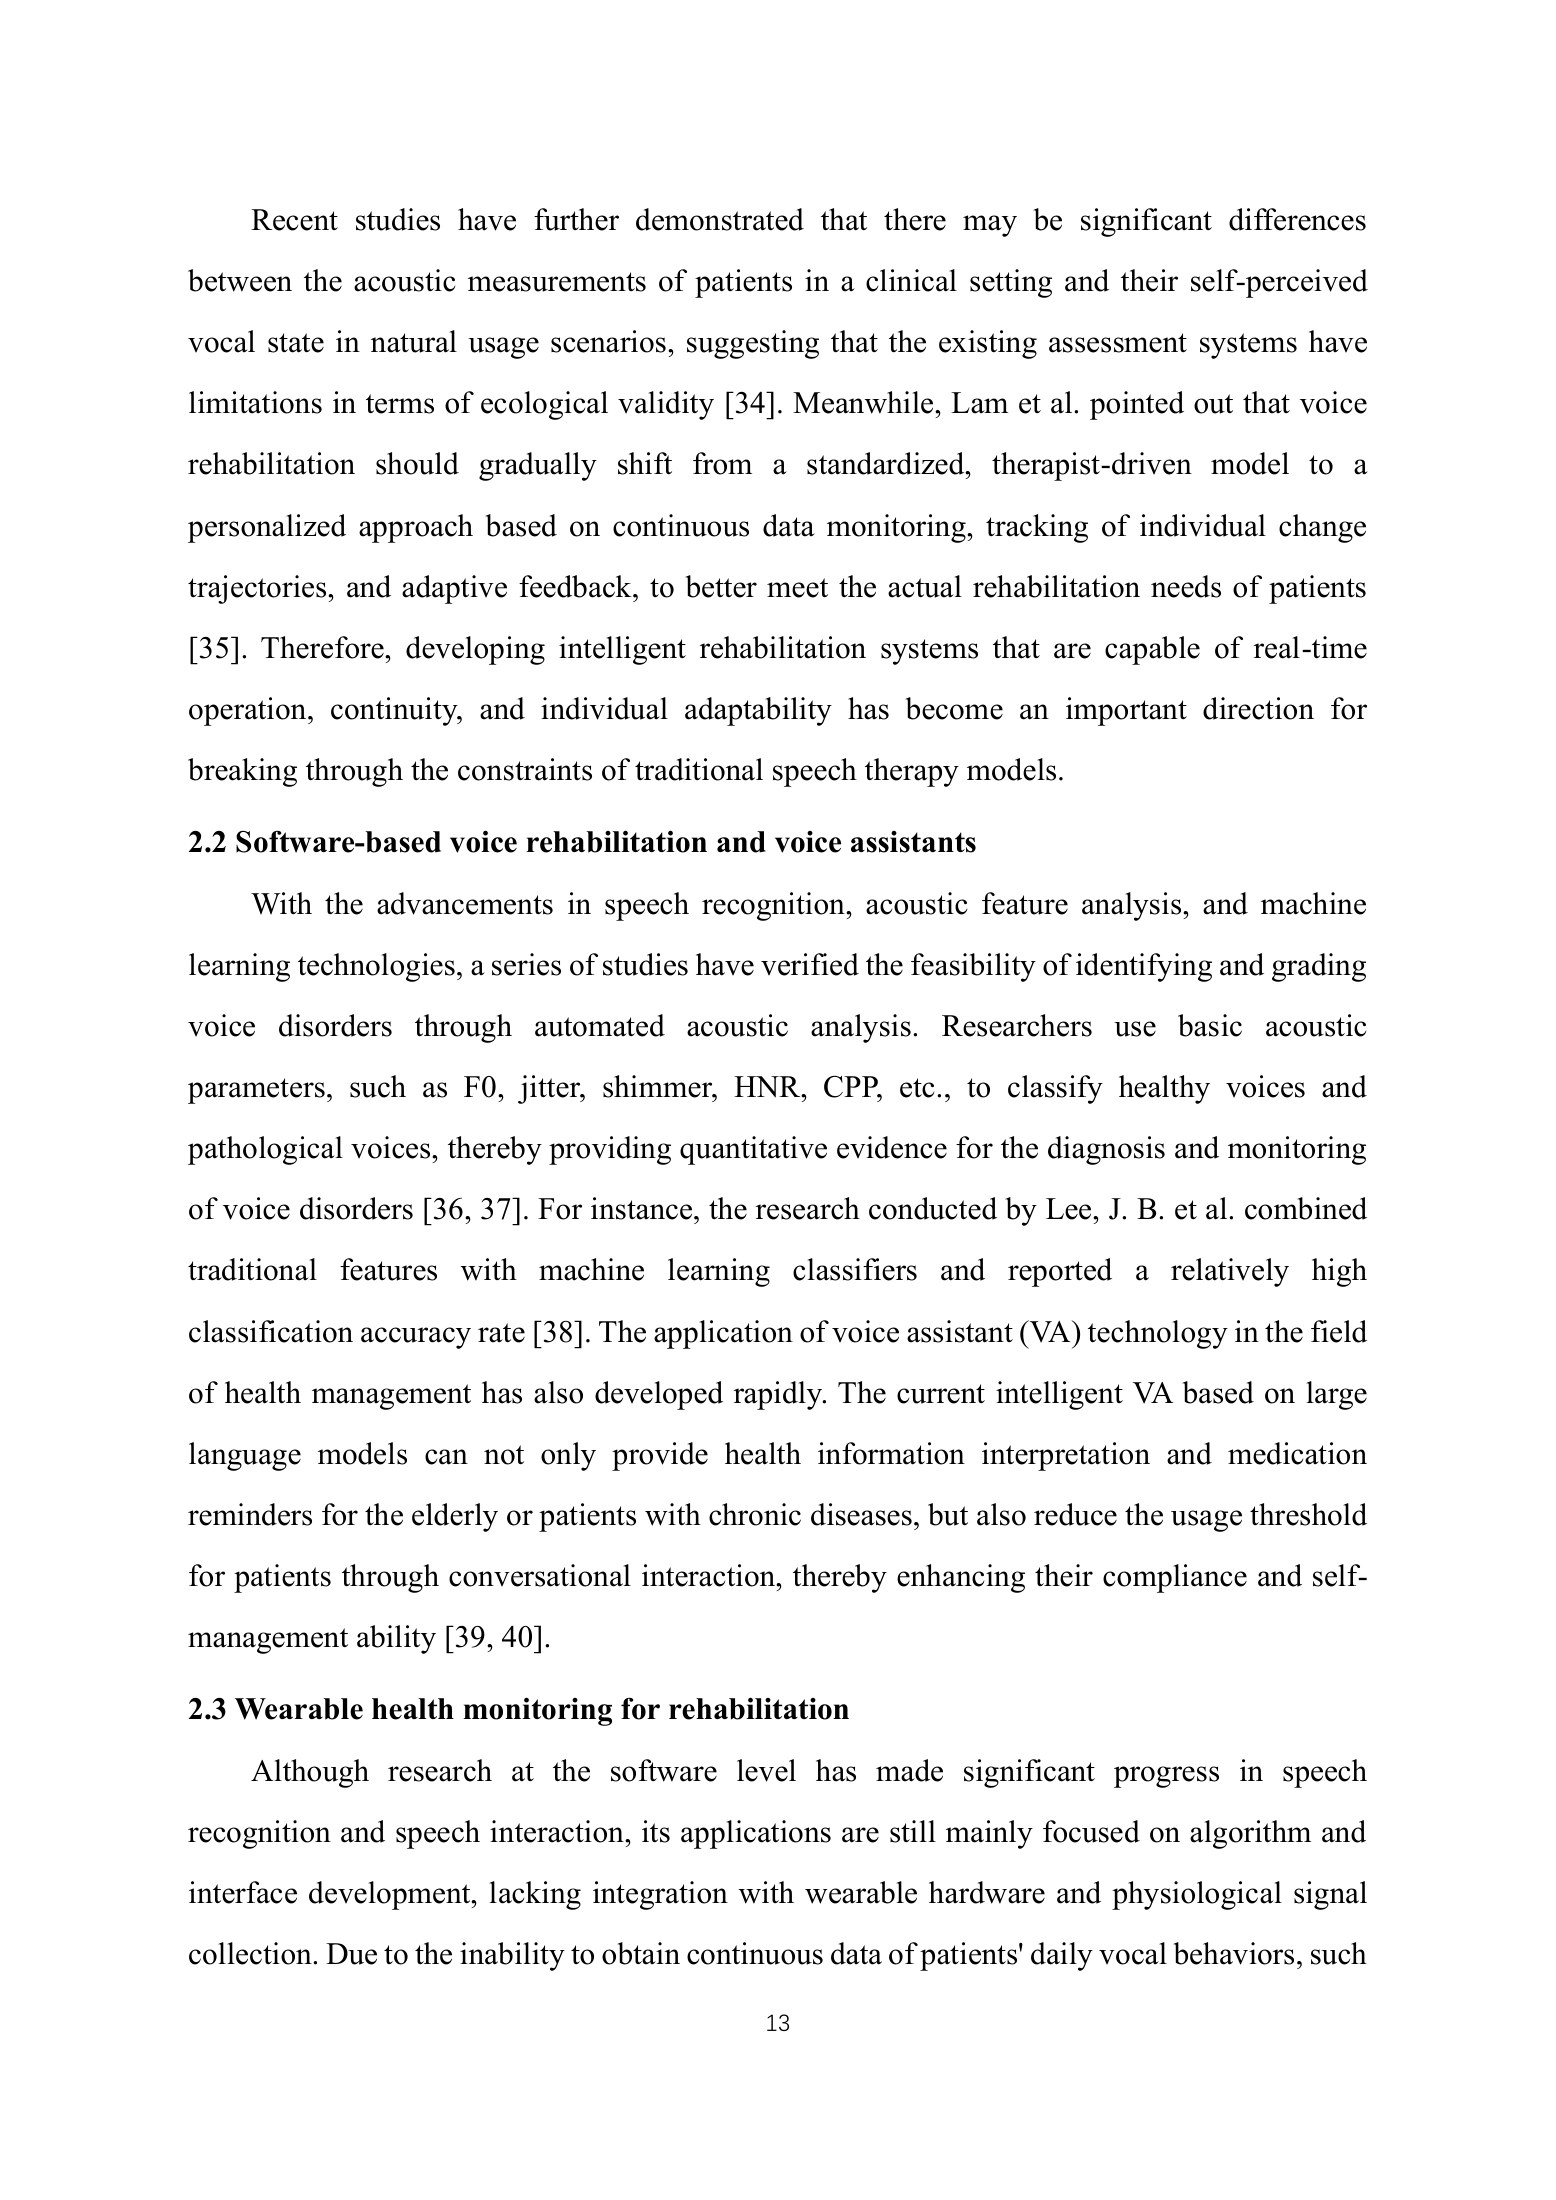 Recent studies have further demonstrated that there may be significant differences
between the acoustic measurements of patients in a clinical setting and their self-perceived
vocal state in natural usage scenarios, suggesting that the existing assessment systems have
limitations in terms of ecological validity [34]. Meanwhile, Lam et al. pointed out that voice
rehabilitation should gradually shift from a standardized, therapist-driven model to a
personalized approach based on continuous data monitoring, tracking of individual change
trajectories, and adaptive feedback, to better meet the actual rehabilitation needs of patients
[35]. Therefore, developing intelligent rehabilitation systems that are capable of real-time
operation, continuity, and individual adaptability has become an important direction for
breaking through the constraints of traditional speech therapy models.
2.2 Software-based voice rehabilitation and voice assistants
With the advancements in speech recognition, acoustic feature analysis, and machine
learning technologies, a series of studies have verified the feasibility of identifying and grading
voice disorders through automated acoustic analysis. Researchers use basic acoustic
parameters, such as F0, jitter, shimmer, HNR, CPP, etc., to classify healthy voices and
pathological voices, thereby providing quantitative evidence for the diagnosis and monitoring
of voice disorders [36, 37]. For instance, the research conducted by Lee, J. B. et al. combined
traditional features with machine learning classifiers and reported a relatively high
classification accuracy rate [38]. The application of voice assistant (VA) technology in the field
of health management has also developed rapidly. The current intelligent VA based on large
language models can not only provide health information interpretation and medication
reminders for the elderly or patients with chronic diseases, but also reduce the usage threshold
for patients through conversational interaction, thereby enhancing their compliance and self-
management ability [39, 40].
2.3 Wearable health monitoring for rehabilitation
Although research at the software level has made significant progress in speech
recognition and speech interaction, its applications are still mainly focused on algorithm and
interface development, lacking integration with wearable hardware and physiological signal
collection. Due to the inability to obtain continuous data of patients' daily vocal behaviors, such
13